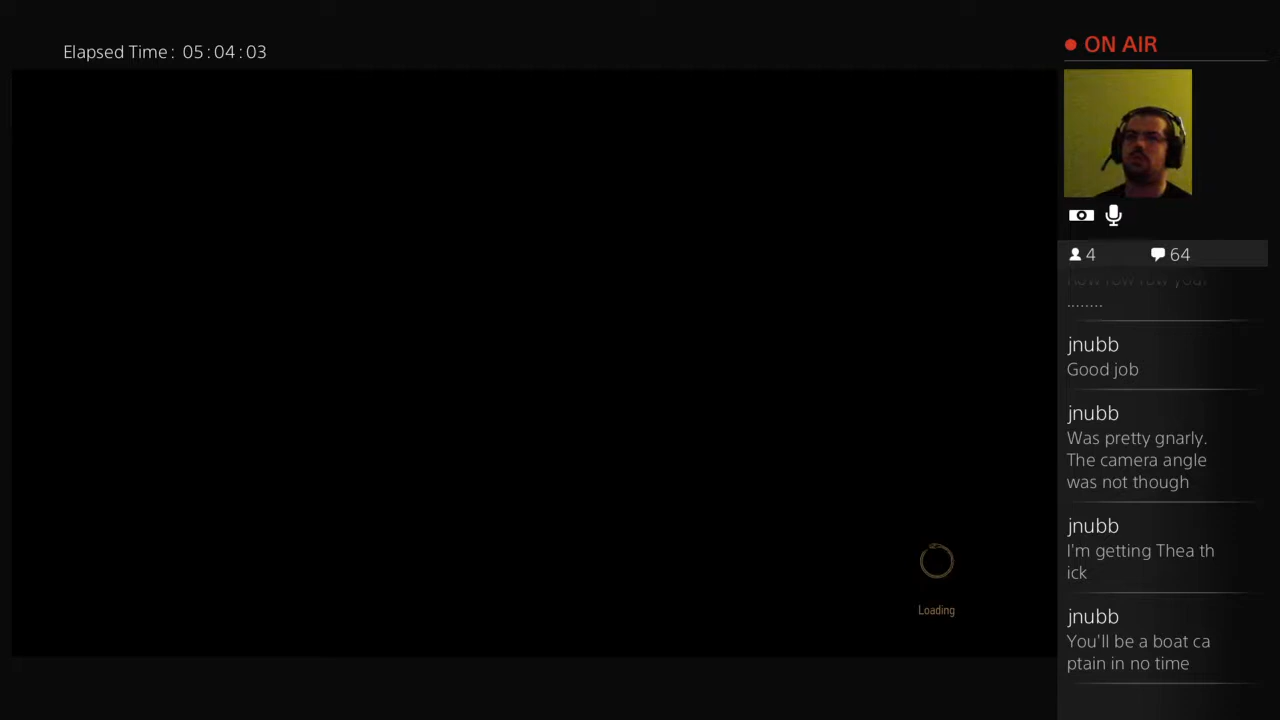 Elapsed Time: 05:04:03
ON AIR
4
64
........
jnubb
Good job
jnubb
Was pretty gnarly.
The camera angle
was not though
jnubb
I'm getting Thea th
ick
jnubb
You'll be a boat ca
ptain in no time
Loading